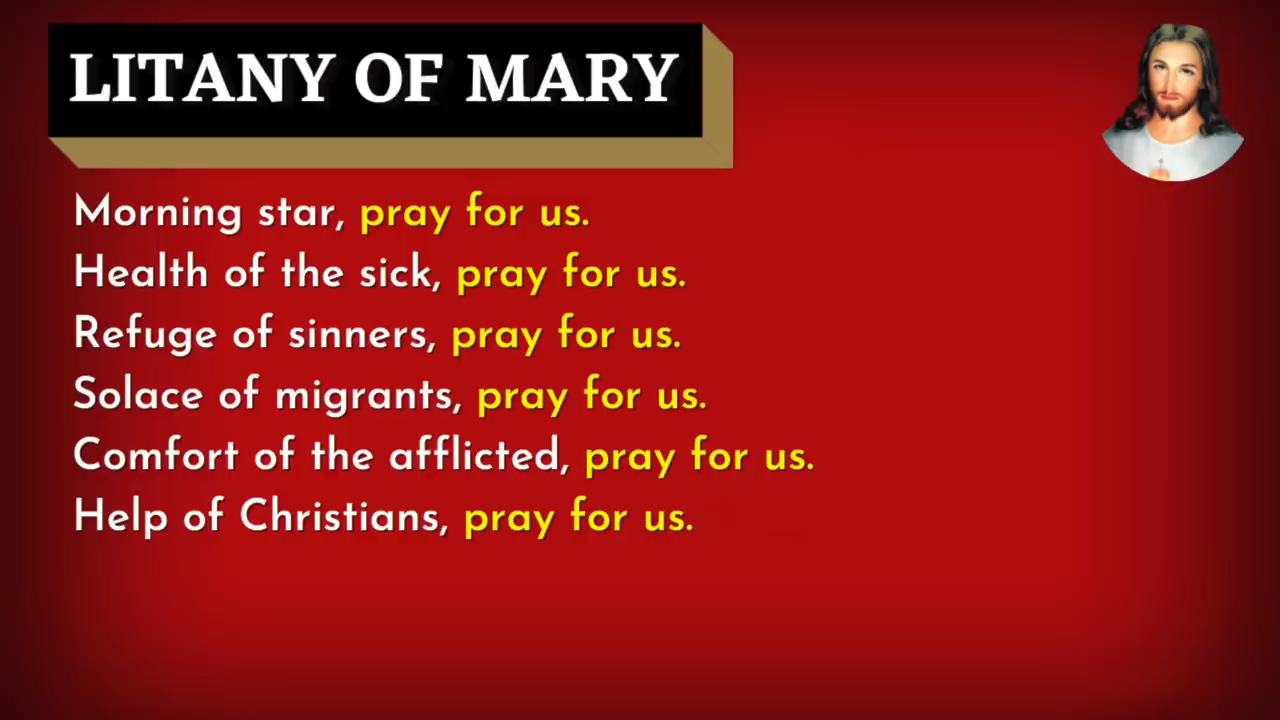 LITANY OF MARY
Morning star, pray for us.
Health of the sick, pray for us.
Refuge of sinners, pray for us.
Solace of migrants, pray for us.
Comfort of the afflicted, pray for us.
Help of Christians, pray for us.